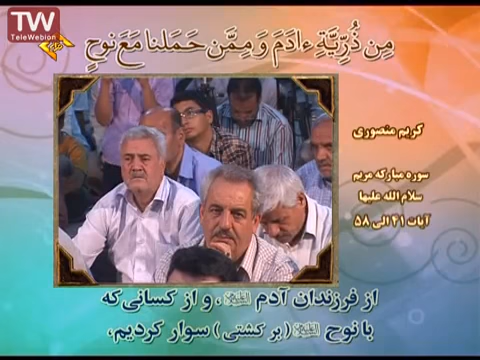 TW
TeleWebion
مِن ذُرِّيَّةِ ءادَمَ وَ مِمَّن حَمَلنا مَعَ نوحٍ
کریم منصوری
سوره مبارکه مریم
سلام الله علیها
آیات ۴۱ الی ۵۸
از فرزندان آدم ، و از کسانی که
با نوح ( بر کشتی ) سوار کردیم،